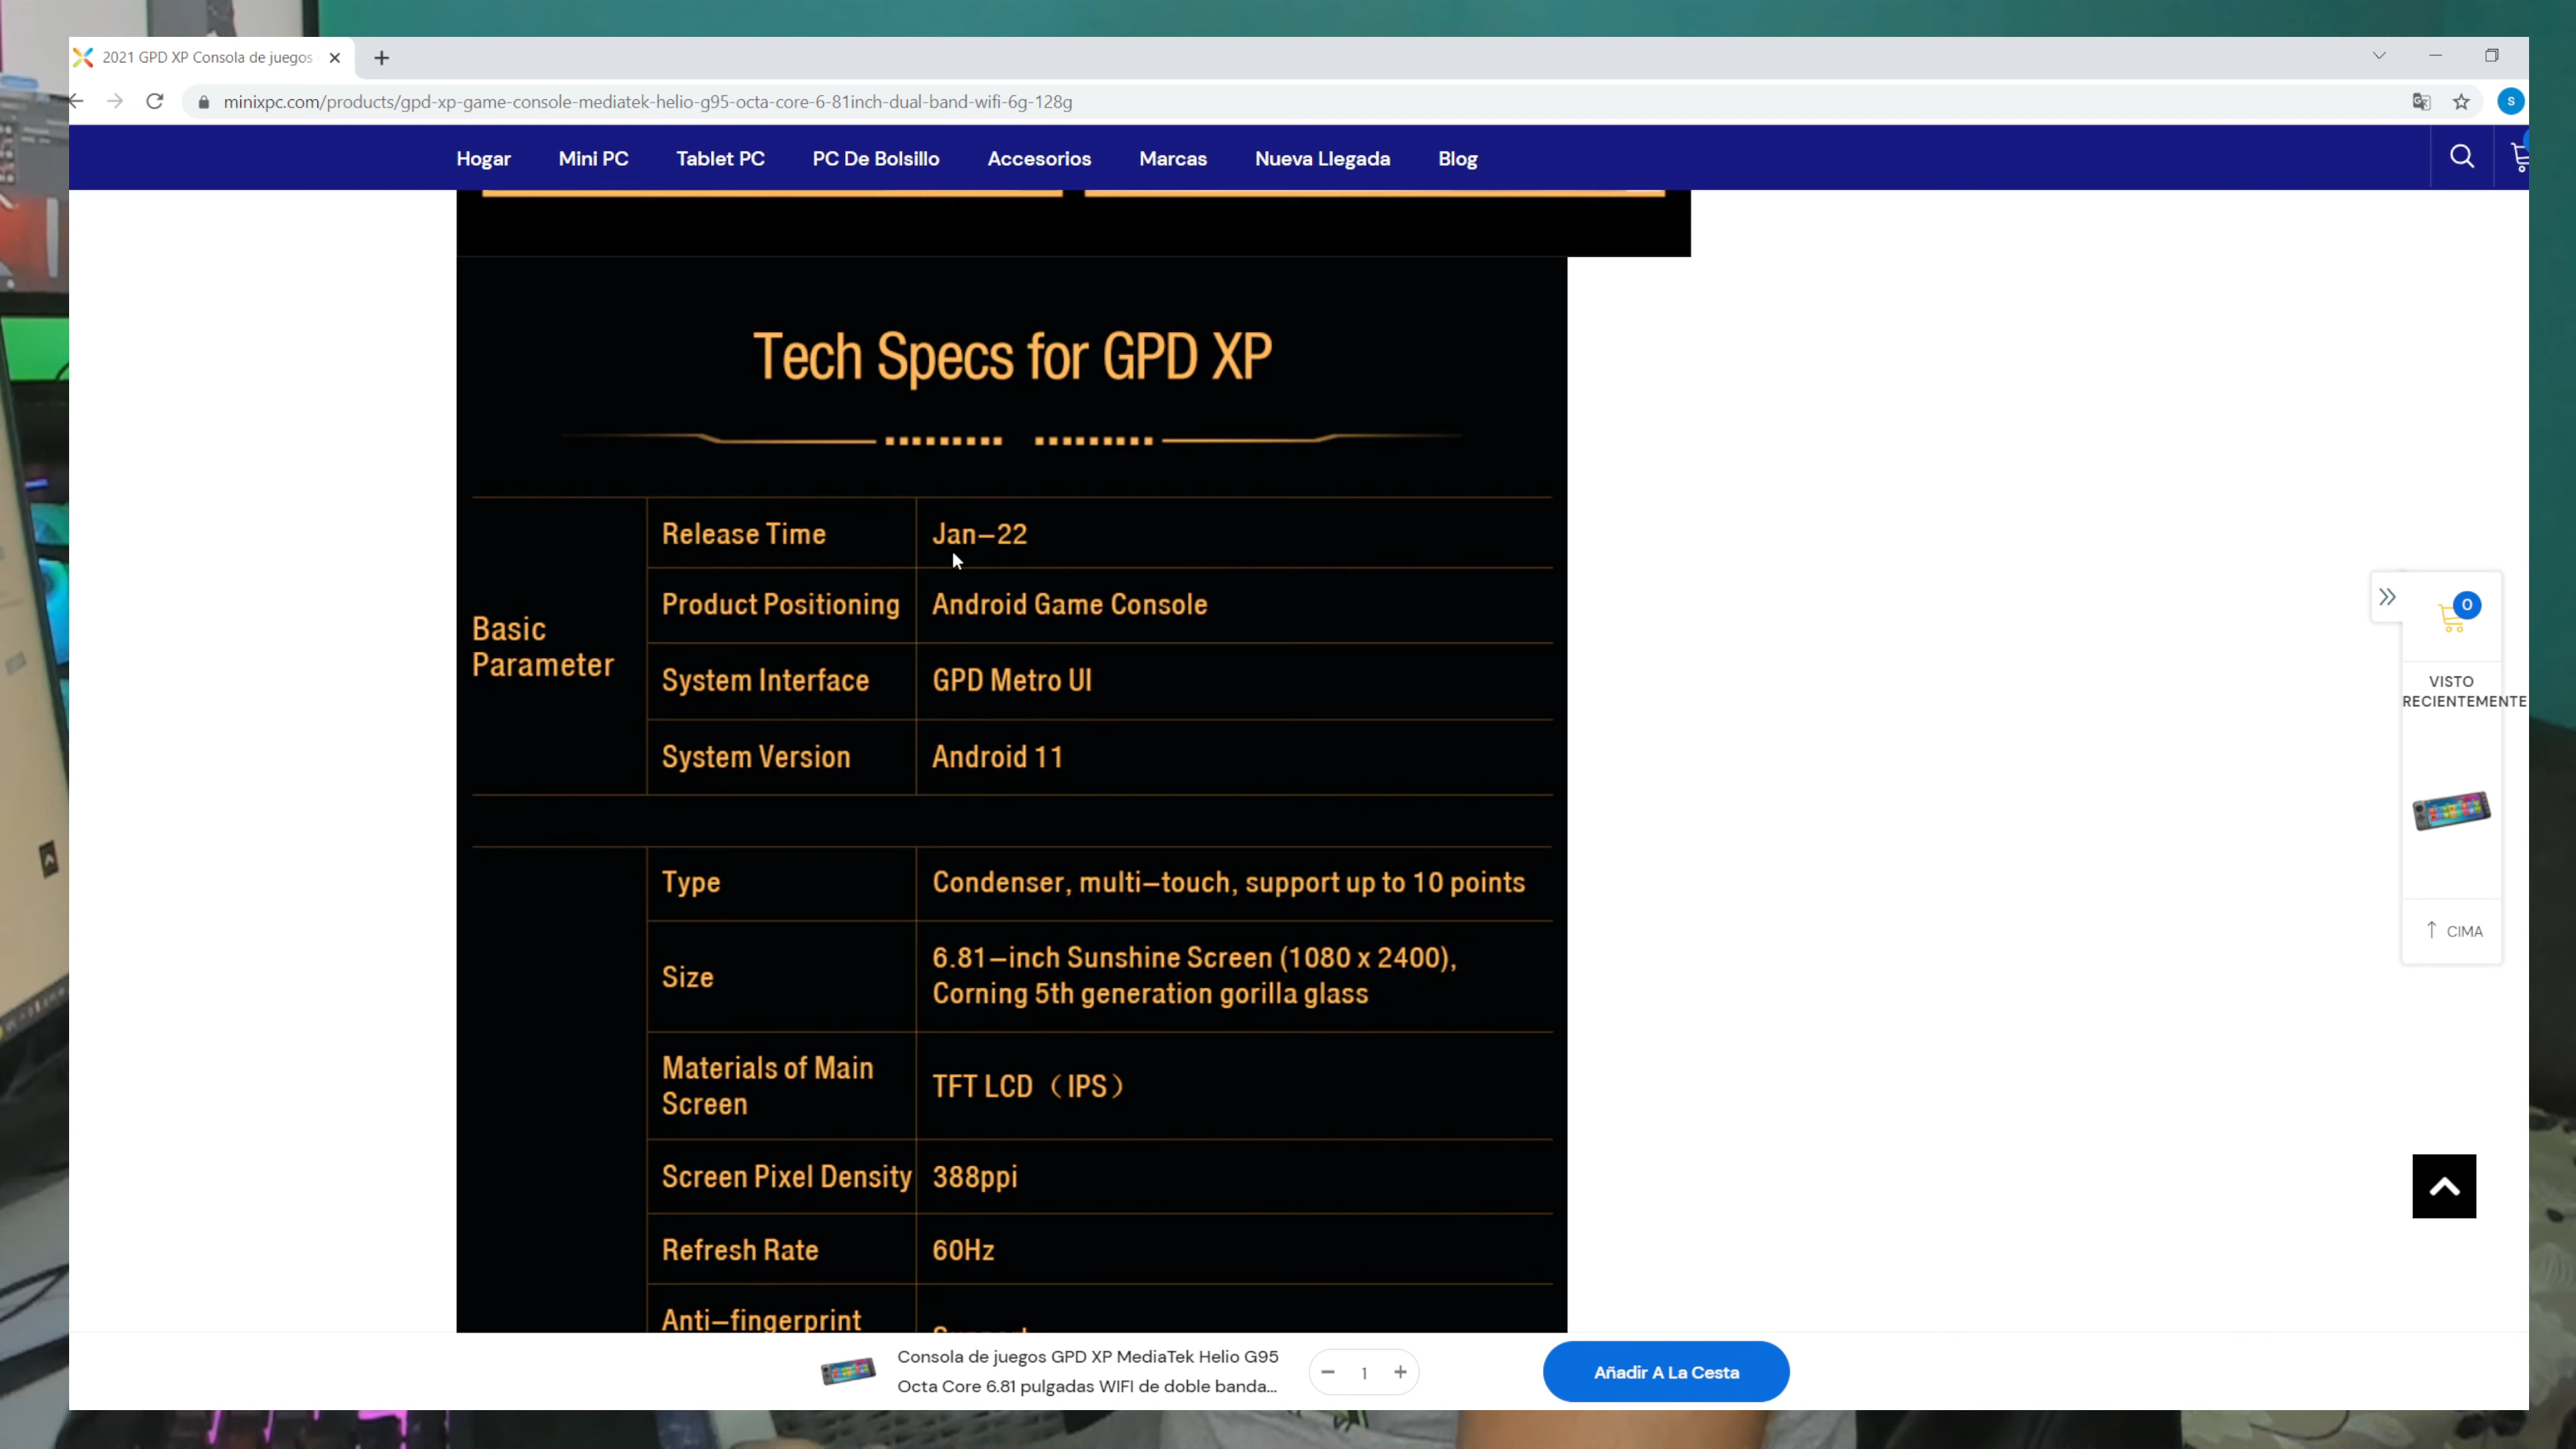 2021 GPD XP Consola de juegos
minixpc.com/products/gpd-xp-game-console-mediatek-helio-g95-octa-core-6-81inch-dual-band-wifi-6g-128g
S
Hogar Mini PC Tablet PC PC De Bolsillo Accesorios Marcas Nueva Llegada Blog
Tech Specs for GPD XP
Basic
Parameter
Release Time Jan-22
Product Positioning Android Game Console
System Interface GPD Metro UI
System Version Android 11
Type Condenser, multi-touch, support up to 10 points
Size 6.81-inch Sunshine Screen (1080 x 2400),
Corning 5th generation gorilla glass
Materials of Main
Screen
TFT LCD（IPS）
Screen Pixel Density 388ppi
Refresh Rate 60Hz
Anti-fingerprint
0
VISTO
RECIENTEMENTE
↑ CIMA
Consola de juegos GPD XP MediaTek Helio G95
Octa Core 6.81 pulgadas WIFI de doble banda...
− 1 +
Añadir A La Cesta